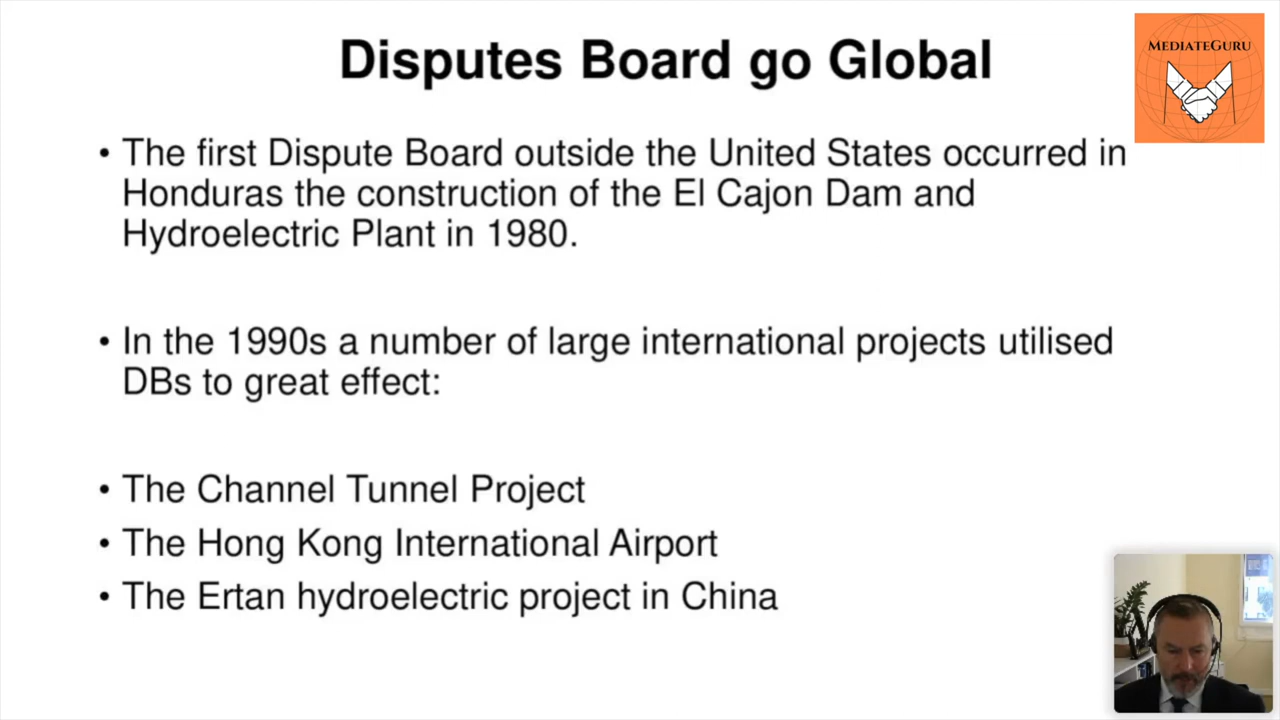 Disputes Board go Global
MEDIATEGURU
• The first Dispute Board outside the United States occurred in
Honduras the construction of the El Cajon Dam and
Hydroelectric Plant in 1980.
• In the 1990s a number of large international projects utilised
DBs to great effect:
• The Channel Tunnel Project
• The Hong Kong International Airport
• The Ertan hydroelectric project in China